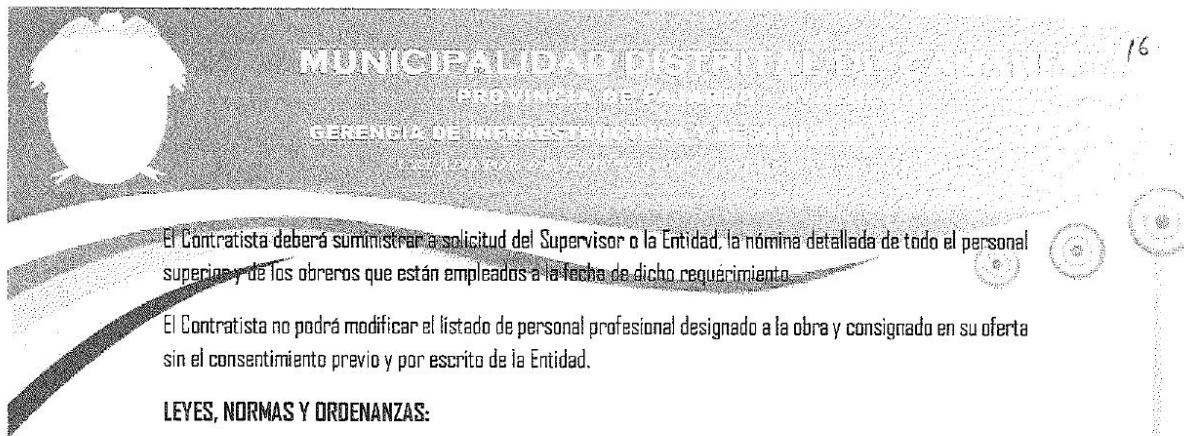 MUNICIPALIDAD DISTRITAL DE
PROVINCIA DE
GERENCIA DE INFRAESTRUCTURA Y
16
El Contratista deberá suministrar a solicitud del Supervisor o la Entidad, la nómina detallada de todo el personal
superior y de los obreros que están empleados a la fecha de dicho requerimiento
El Contratista no podrá modificar el listado de personal profesional designado a la obra y consignado en su oferta
sin el consentimiento previo y por escrito de la Entidad.
LEYES, NORMAS Y ORDENANZAS: